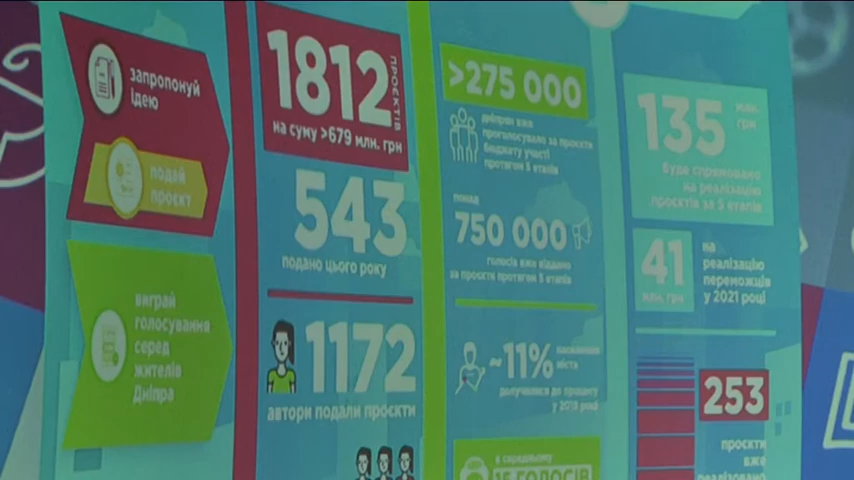 запропонуй
ідею
подай
проєкт
виграй
голосування
серед
жителів
Дніпра
1812
ПРОЄКТІВ
на суму >679 млн. грн
543
подано цього року
1172
автори подали проєкти
>275 000
дніпрян вже
проголосувало за проєкти
Бюджету участі
протягом 5 етапів
понад
750 000
голосів вже віддано
за проєкти протягом 5 етапів
~11%
населення
міста
долучилися до процесу
у 2019 році
в середньому
15 ГОЛОСІВ
135
млн.
грн
Буде спрямовано
на реалізацію
проєктів за 5 етапів
41
млн. грн
на
реалізацію
переможців
у 2021 році
253
проєкти
вже
реалізовано